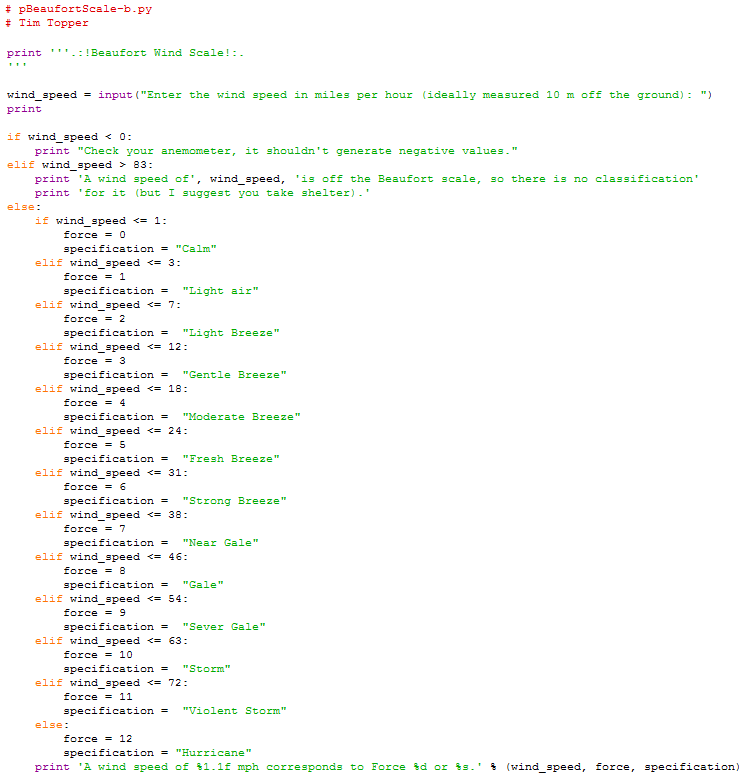 # pBeaufortScale-b.py
# Tim Topper
print '''.:!Beaufort Wind Scale!:.
'''
wind_speed = input("Enter the wind speed in miles per hour (ideally measured 10 m off the ground): ")
print
if wind_speed < 0:
    print "Check your anemometer, it shouldn't generate negative values."
elif wind_speed > 83:
    print 'A wind speed of', wind_speed, 'is off the Beaufort scale, so there is no classification'
    print 'for it (but I suggest you take shelter).'
else:
    if wind_speed <= 1:
        force = 0
        specification = "Calm"
    elif wind_speed <= 3:
        force = 1
        specification =  "Light air"
    elif wind_speed <= 7:
        force = 2
        specification =  "Light Breeze"
    elif wind_speed <= 12:
        force = 3
        specification =  "Gentle Breeze"
    elif wind_speed <= 18:
        force = 4
        specification =  "Moderate Breeze"
    elif wind_speed <= 24:
        force = 5
        specification =  "Fresh Breeze"
    elif wind_speed <= 31:
        force = 6
        specification =  "Strong Breeze"
    elif wind_speed <= 38:
        force = 7
        specification =  "Near Gale"
    elif wind_speed <= 46:
        force = 8
        specification =  "Gale"
    elif wind_speed <= 54:
        force = 9
        specification =  "Sever Gale"
    elif wind_speed <= 63:
        force = 10
        specification =  "Storm"
    elif wind_speed <= 72:
        force = 11
        specification =  "Violent Storm"
    else:
        force = 12
        specification = "Hurricane"
    print 'A wind speed of %1.1f mph corresponds to Force %d or %s.' % (wind_speed, force, specification)